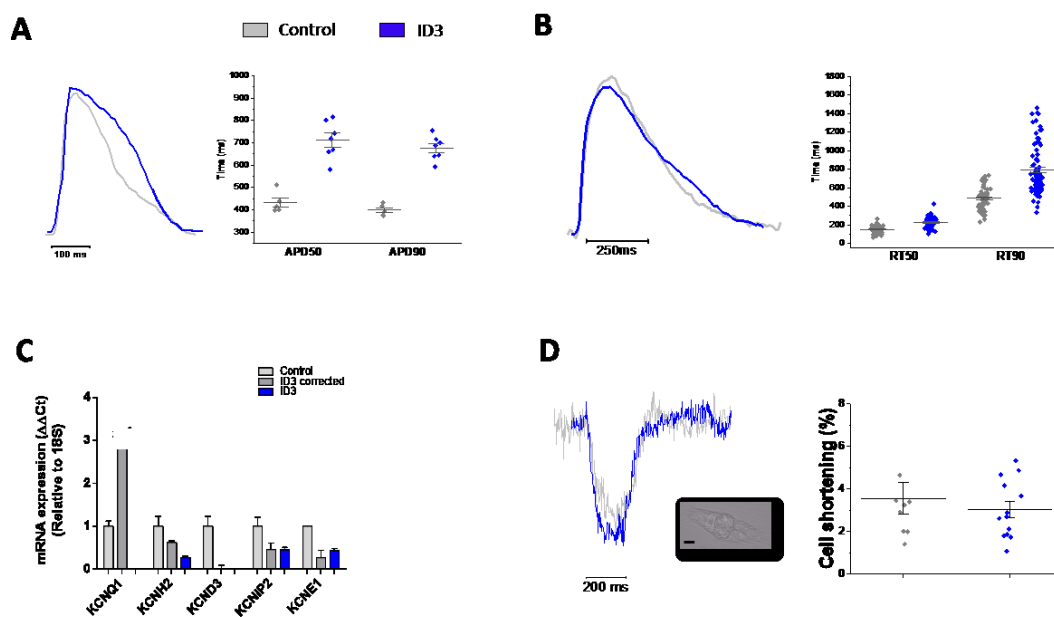 A
Control
ID3
B
1000
900
800
700
600
500
400
300
Time (ms)
APD50
APD90
100 ms
1800
1600
1400
1200
1000
800
600
400
200
0
Time (ms)
RT50
RT90
250ms
C
Control
ID3 corrected
ID3
4
3
2
1
0
mRNA expression (ΔΔCt)
(Relative to 18S)
KCNQ1
KCNH2
KCND3
KCNIP2
KCNE1
D
200 ms
8
6
4
2
0
Cell shortening (%)